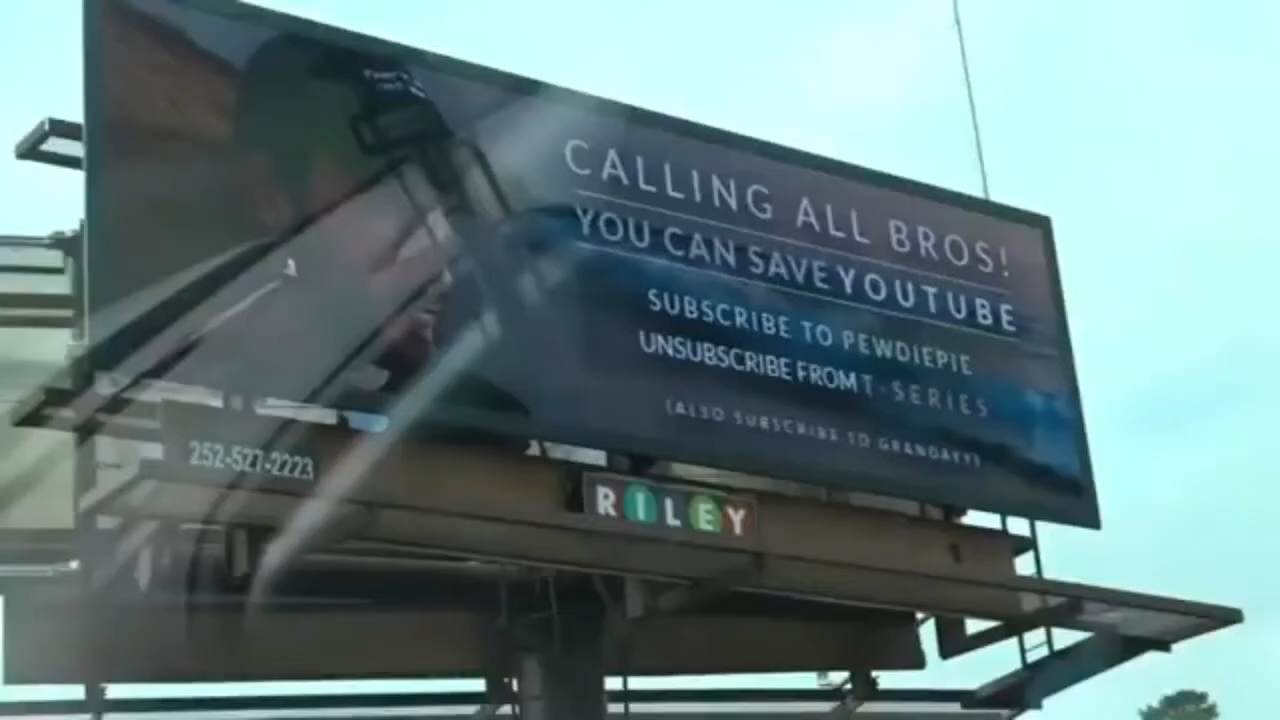 CALLING ALL BROS!
YOU CAN SAVE YOUTUBE
SUBSCRIBE TO PEWDIEPIE
UNSUBSCRIBE FROM T-SERIES
(ALSO SUBSCRIBE TO GRANDAYY)
252-527-2223
RILEY